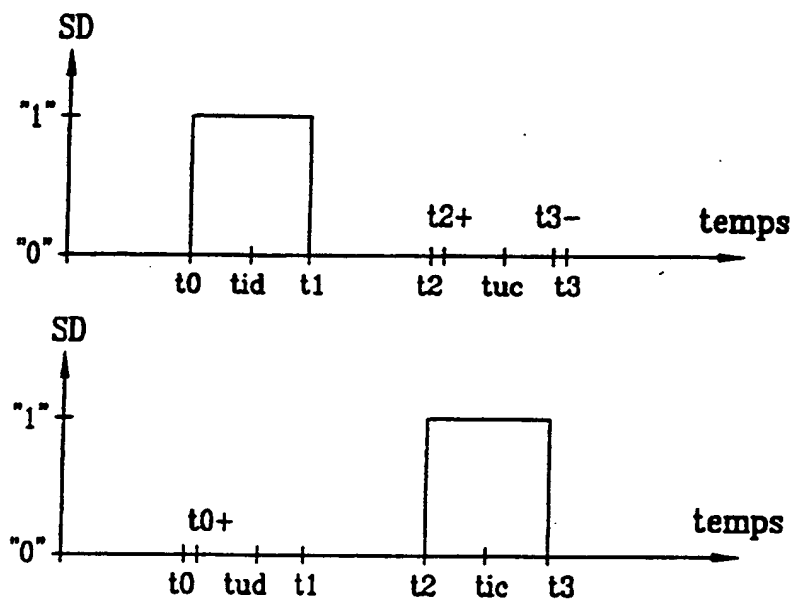 SD
"1"
t2+ t3-
temps
"0"
t0 tid t1 t2 tuc t3
SD
"1"
t0+
temps
"0"
t0 tud t1 t2 tic t3